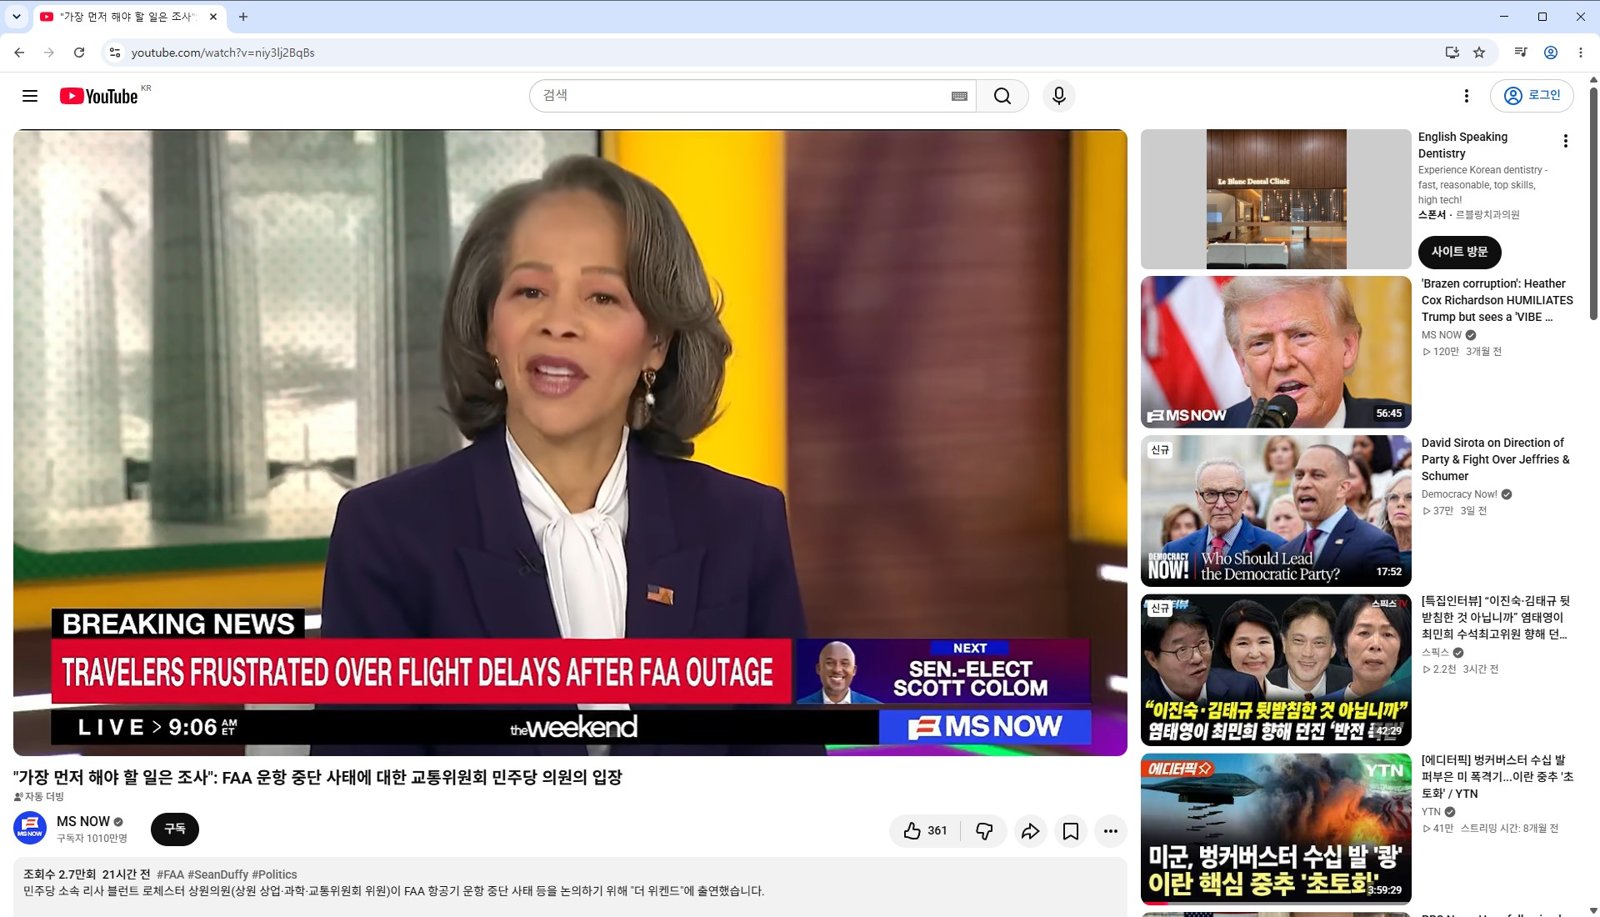 "가장 먼저 해야 할 일은 조사":
youtube.com/watch?v=niy3lj2BqBs
YouTube KR
검색
로그인
BREAKING NEWS
TRAVELERS FRUSTRATED OVER FLIGHT DELAYS AFTER FAA OUTAGE
NEXT
SEN.-ELECT
SCOTT COLOM
LIVE > 9:06 AM ET
the weekend
MS NOW
"가장 먼저 해야 할 일은 조사": FAA 운항 중단 사태에 대한 교통위원회 민주당 의원의 입장
자동 더빙
MS NOW
MS NOW
구독자 1010만명
구독
361
조회수 2.7만회 21시간 전 #FAA #SeanDuffy #Politics
민주당 소속 리사 블런트 로체스터 상원의원(상원 상업·과학·교통위원회 위원)이 FAA 항공기 운항 중단 사태 등을 논의하기 위해 "더 위켄드"에 출연했습니다.
Le Blanc Dental Clinic
English Speaking
Dentistry
Experience Korean dentistry -
fast, reasonable, top skills,
high tech!
스폰서 · 르블랑치과의원
사이트 방문
MS NOW
56:45
'Brazen corruption': Heather
Cox Richardson HUMILIATES
Trump but sees a 'VIBE ...
MS NOW
120만 3개월 전
신규
DEMOCRACY NOW!
Who Should Lead
the Democratic Party?
17:52
David Sirota on Direction of
Party & Fight Over Jeffries &
Schumer
Democracy Now!
37만 3일 전
신규
스픽스TV
"이진숙·김태규 뒷받침한 것 아닙니까"
염태영이 최민희 향해 던진 '반전
42:29
[특집인터뷰] "이진숙·김태규 뒷
받침한 것 아닙니까" 염태영이
최민희 수석최고위원 향해 던...
스픽스
2.2천 3시간 전
에디터픽
YTN
미군, 벙커버스터 수십 발 '쾅'
이란 핵심 중추 '초토화'
3:59:29
[에디터픽] 벙커버스터 수십 발
퍼부은 미 폭격기...이란 중추 '초
토화' / YTN
YTN
41만 스트리밍 시간: 8개월 전